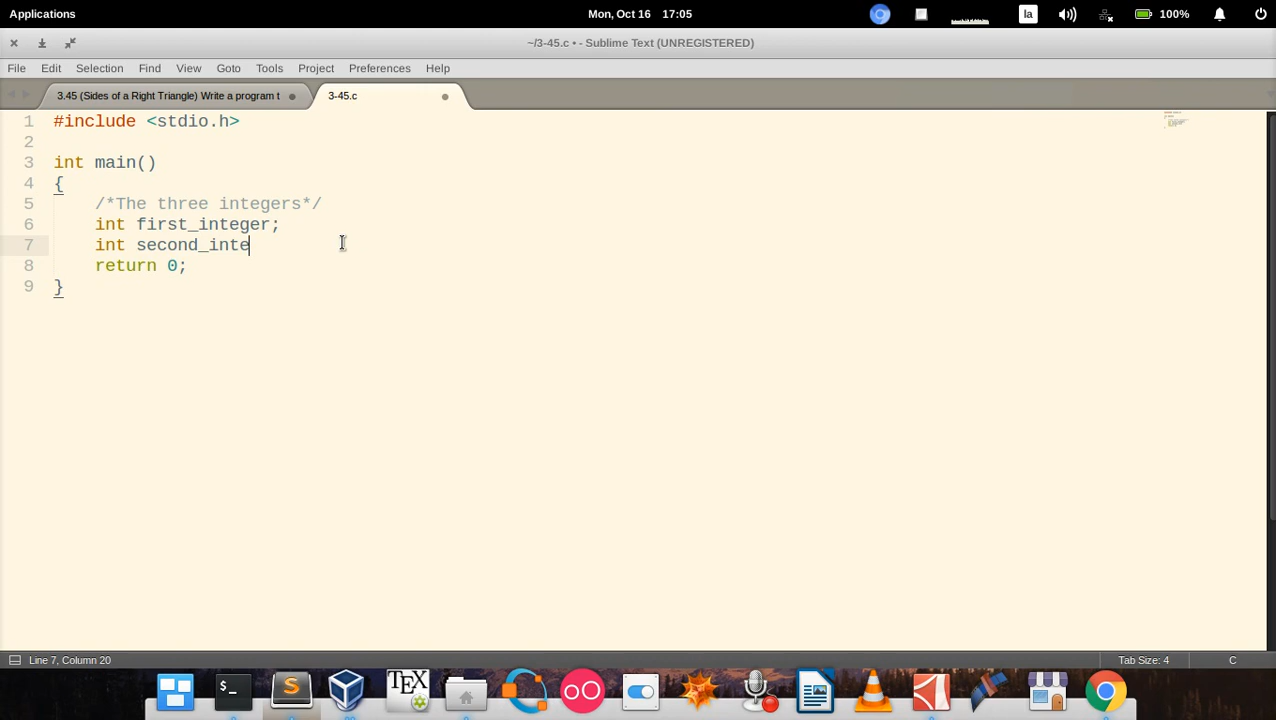 Applications
Mon, Oct 16 17:05
la
100%
~/3-45.c • - Sublime Text (UNREGISTERED)
File Edit Selection Find View Goto Tools Project Preferences Help
3.45 (Sides of a Right Triangle) Write a program t
3-45.c
1 #include <stdio.h>
2
3 int main()
4 {
5 /*The three integers*/
6 int first_integer;
7 int second_inte
8 return 0;
9 }
Line 7, Column 20
Tab Size: 4
C
>_
S
TEX